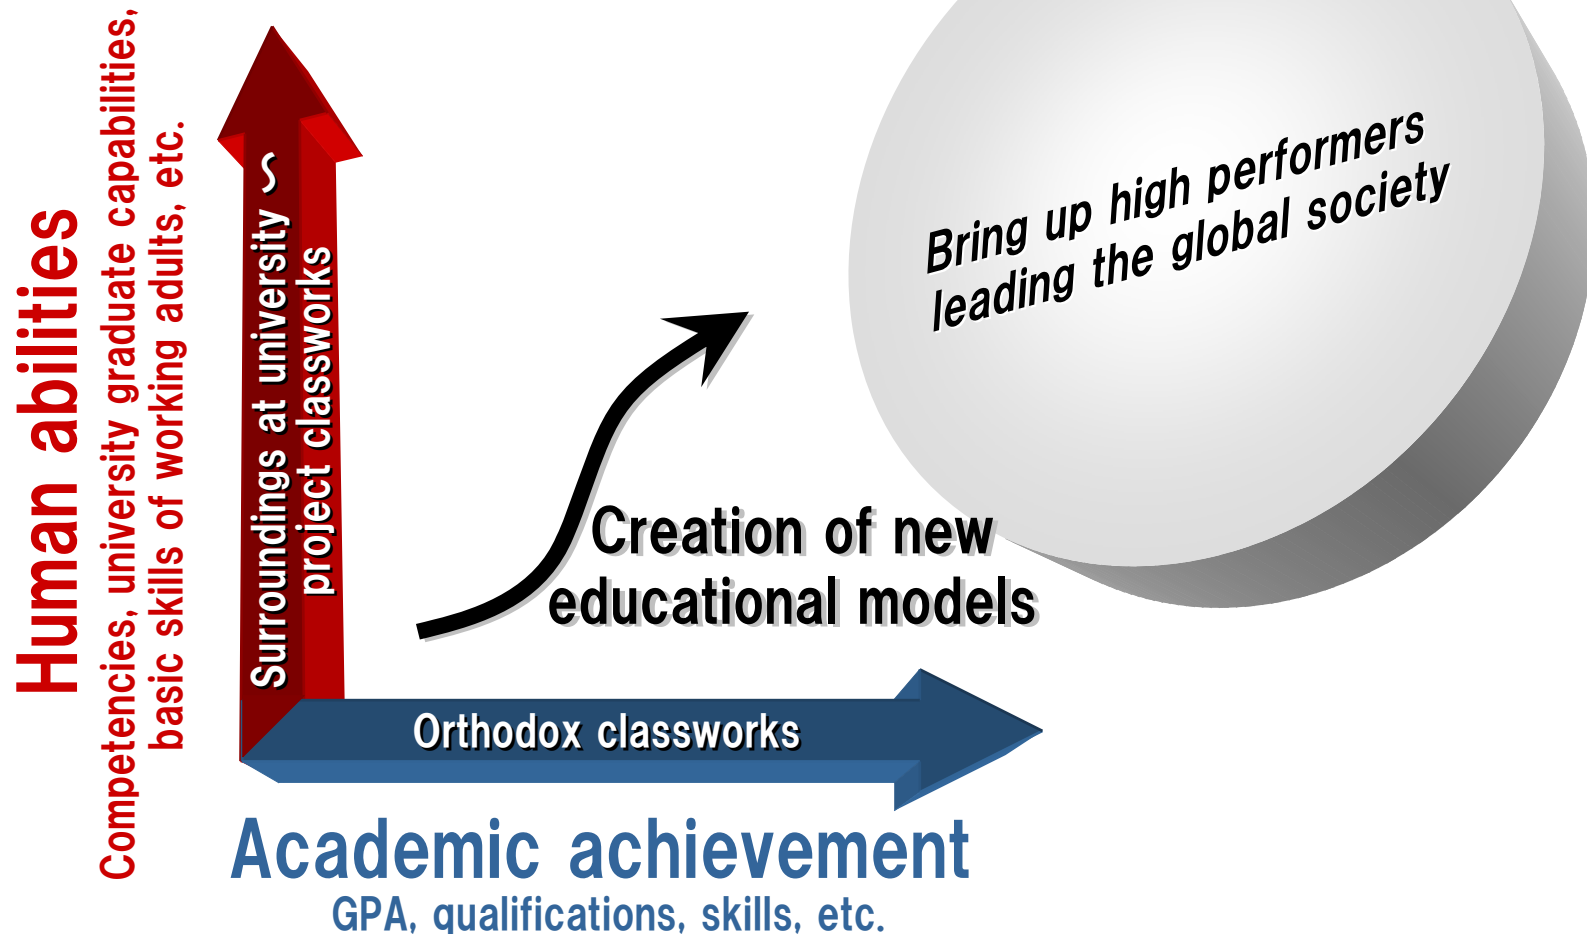 Human abilities
Competencies, university graduate capabilities,
basic skills of working adults, etc.
Surroundings at university ~
project classworks
Bring up high performers
leading the global society
Creation of new
educational models
Orthodox classworks
Academic achievement
GPA, qualifications, skills, etc.